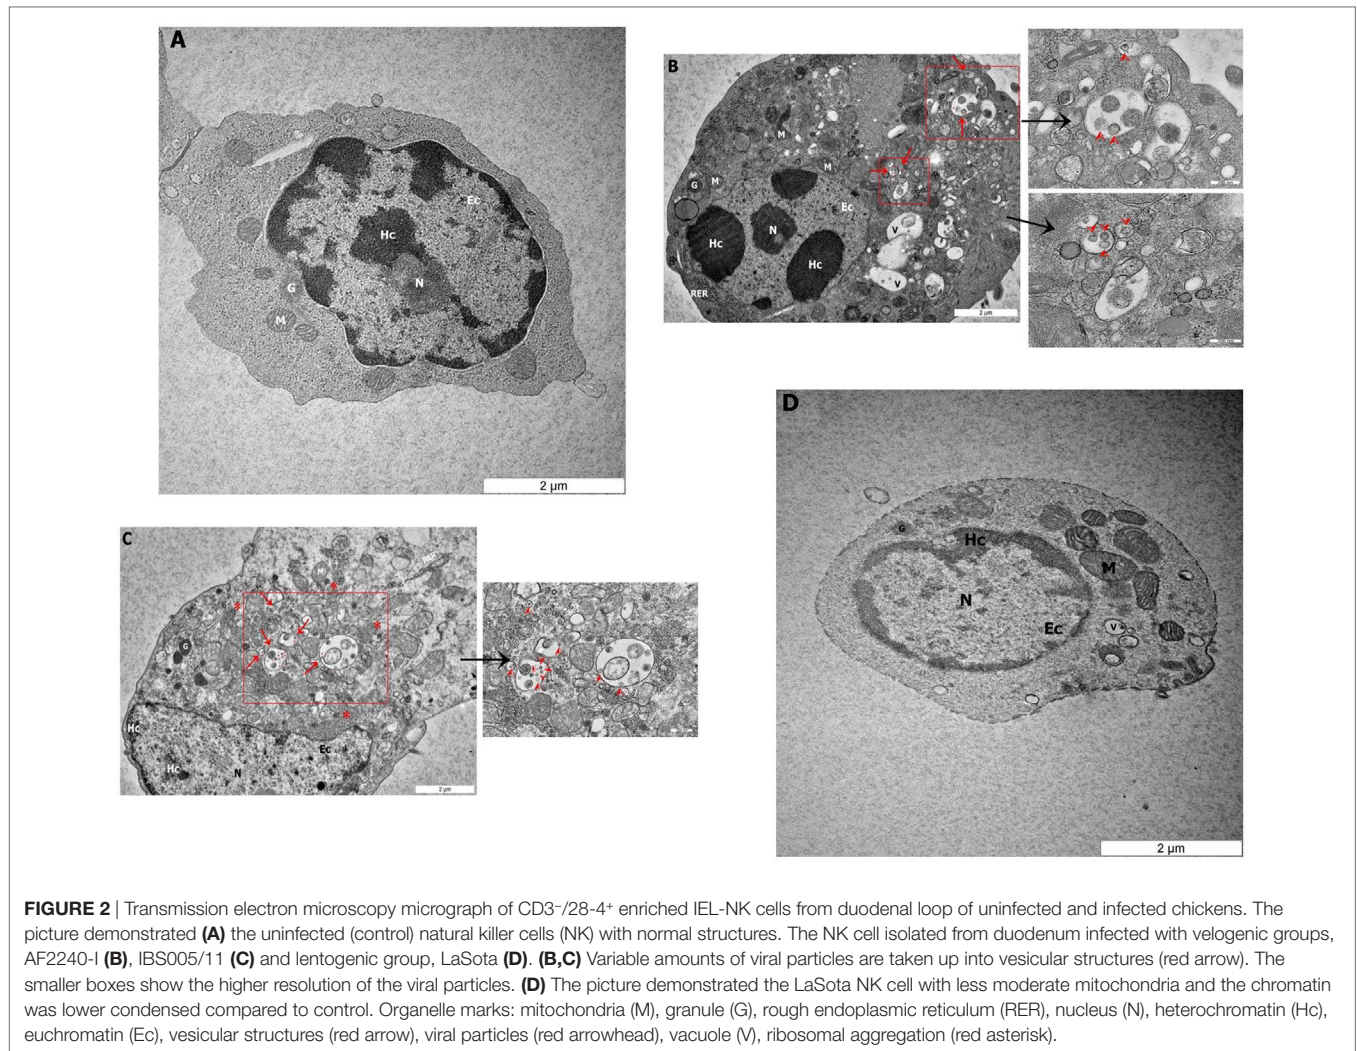 A
Ec
Hc
N
G
M
2 µm
B
M
M
G
M
Ec
N
Hc
Hc
V
V
RER
2 µm
D
G
Hc
M
N
Ec
V
2 µm
C
M
G
M
Hc
Ec
Hc
N
2 µm
FIGURE 2 | Transmission electron microscopy micrograph of CD3⁻/28-4⁺ enriched IEL-NK cells from duodenal loop of uninfected and infected chickens. The
picture demonstrated (A) the uninfected (control) natural killer cells (NK) with normal structures. The NK cell isolated from duodenum infected with velogenic groups,
AF2240-I (B), IBS005/11 (C) and lentogenic group, LaSota (D). (B,C) Variable amounts of viral particles are taken up into vesicular structures (red arrow). The
smaller boxes show the higher resolution of the viral particles. (D) The picture demonstrated the LaSota NK cell with less moderate mitochondria and the chromatin
was lower condensed compared to control. Organelle marks: mitochondria (M), granule (G), rough endoplasmic reticulum (RER), nucleus (N), heterochromatin (Hc),
euchromatin (Ec), vesicular structures (red arrow), viral particles (red arrowhead), vacuole (V), ribosomal aggregation (red asterisk).